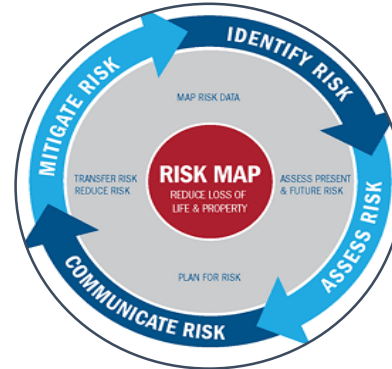 IDENTIFY RISK
MAP RISK DATA
MITIGATE RISK
TRANSFER RISK
REDUCE RISK
RISK MAP
REDUCE LOSS OF
LIFE & PROPERTY
ASSESS PRESENT
& FUTURE RISK
ASSESS RISK
PLAN FOR RISK
COMMUNICATE RISK